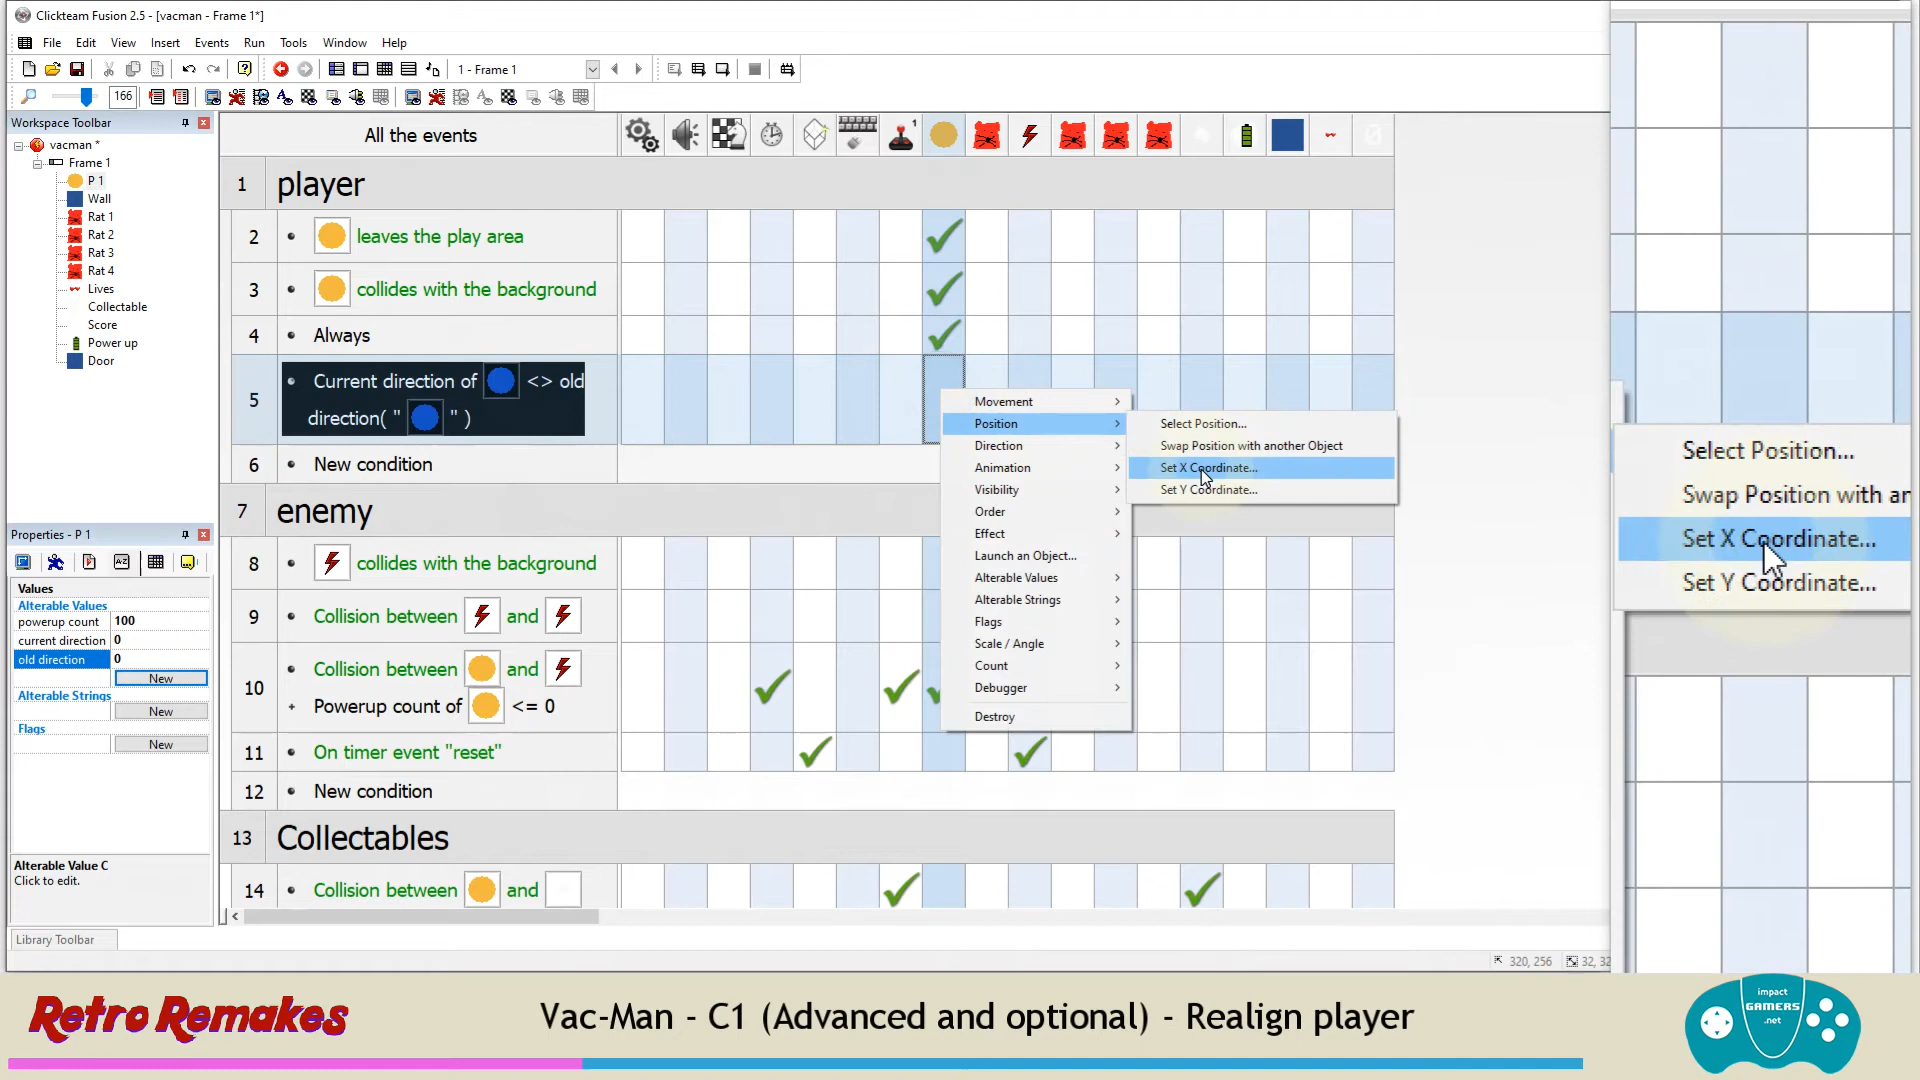 Clickteam Fusion 2.5 - [vacman - Frame 1*]
File Edit View Insert Events Run Tools Window Help
1 - Frame 1
166
Workspace Toolbar
vacman *
Frame 1
P 1
Wall
Rat 1
Rat 2
Rat 3
Rat 4
Lives
Collectable
Score
Power up
Door
Properties - P 1
Values
Alterable Values
powerup count 100
current direction 0
old direction 0
New
Alterable Strings
New
Flags
New
Alterable Value C
Click to edit.
Library Toolbar
All the events
1 player
2 leaves the play area
3 collides with the background
4 Always
5 Current direction of <> old
direction( " " )
6 New condition
7 enemy
8 collides with the background
9 Collision between and
10 Collision between and
+ Powerup count of <= 0
11 On timer event "reset"
12 New condition
13 Collectables
14 Collision between and
Movement
Position
Direction
Animation
Visibility
Order
Effect
Launch an Object...
Alterable Values
Alterable Strings
Flags
Scale / Angle
Count
Debugger
Destroy
Select Position...
Swap Position with another Object
Set X Coordinate...
Set Y Coordinate...
Select Position...
Swap Position with an
Set X Coordinate...
Set Y Coordinate...
320, 256 32, 32
Retro Remakes
Vac-Man - C1 (Advanced and optional) - Realign player
impact
GAMERS
.net